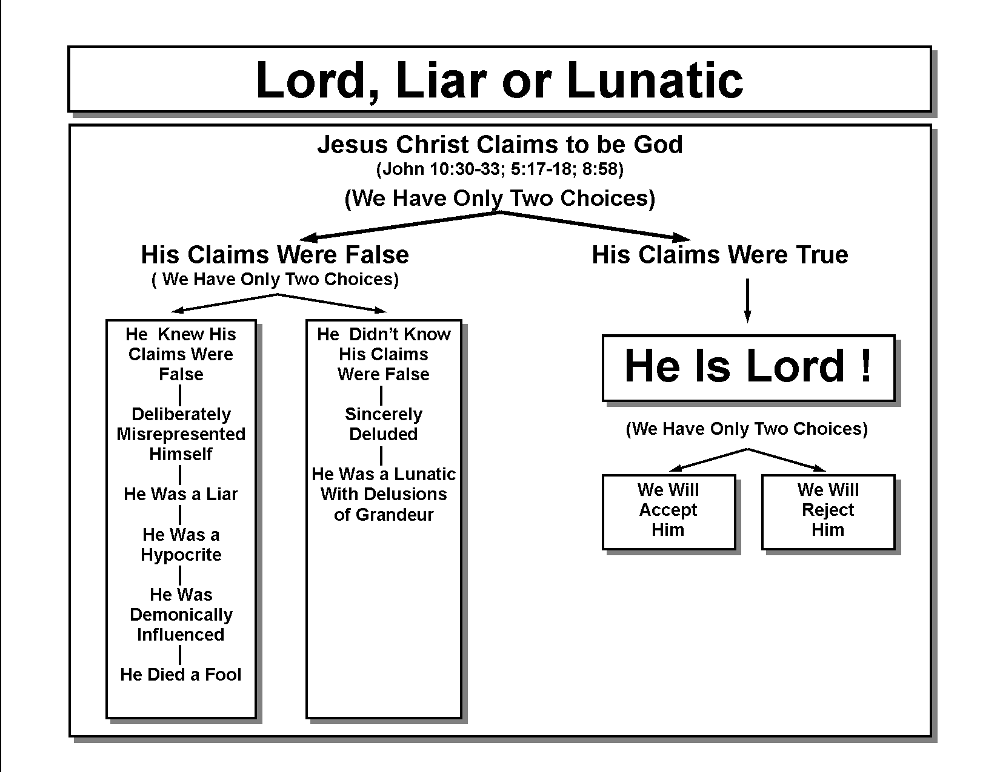 Lord, Liar or Lunatic
Jesus Christ Claims to be God
(John 10:30-33; 5:17-18; 8:58)
(We Have Only Two Choices)
His Claims Were False
( We Have Only Two Choices)
He Knew His
Claims Were
False
Deliberately
Misrepresented
Himself
He Was a Liar
He Was a
Hypocrite
He Was
Demonically
Influenced
He Died a Fool
He Didn’t Know
His Claims
Were False
Sincerely
Deluded
He Was a Lunatic
With Delusions
of Grandeur
His Claims Were True
He Is Lord !
(We Have Only Two Choices)
We Will
Accept
Him
We Will
Reject
Him